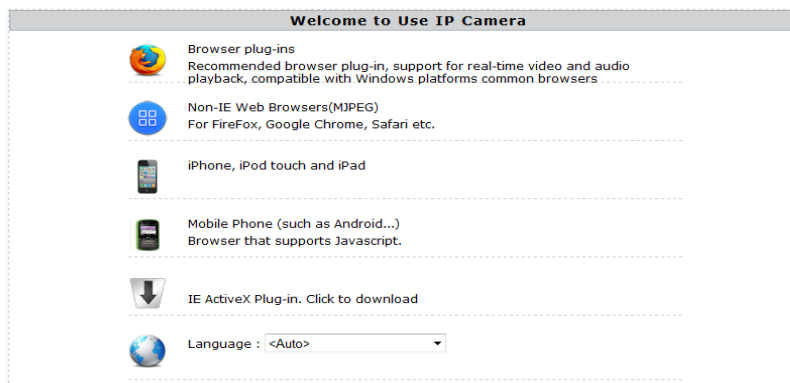 Welcome to Use IP Camera
Browser plug-ins
Recommended browser plug-in, support for real-time video and audio
playback, compatible with Windows platforms common browsers
Non-IE Web Browsers(MJPEG)
For FireFox, Google Chrome, Safari etc.
iPhone, iPod touch and iPad
Mobile Phone (such as Android...)
Browser that supports Javascript.
IE ActiveX Plug-in. Click to download
Language : <Auto>